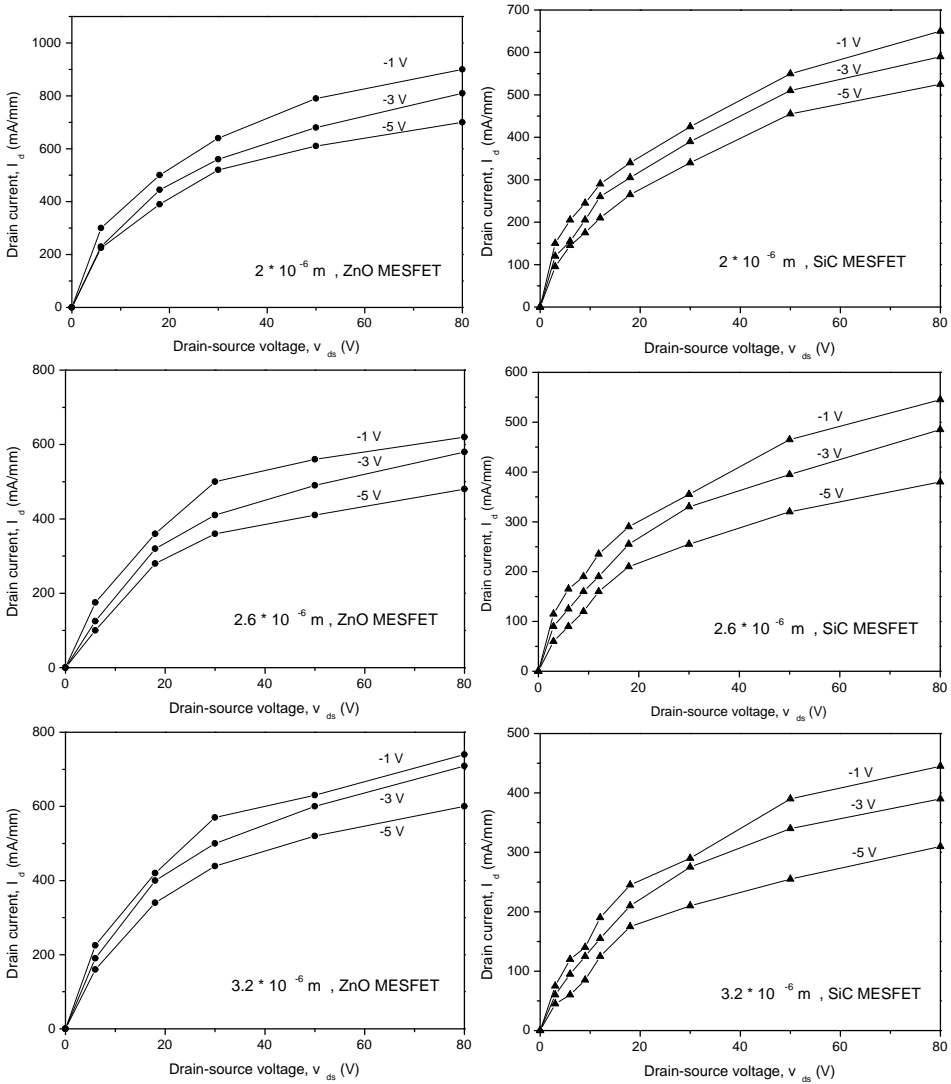 Drain current, I d (mA/mm)
1000
800
600
400
200
0
-1 V
-3 V
-5 V
2 * 10 -6 m , ZnO MESFET
0 20 40 60 80
Drain-source voltage, v ds (V)
Drain current, I d (mA/mm)
700
600
500
400
300
200
100
0
-1 V
-3 V
-5 V
2 * 10 -6 m , SiC MESFET
0 10 20 30 40 50 60 70 80
Drain-source voltage, v ds (V)
Drain current, I d (mA/mm)
800
600
400
200
0
-1 V
-3 V
-5 V
2.6 * 10 -6 m , ZnO MESFET
0 20 40 60 80
Drain-source voltage, v ds (V)
Drain current, I d (mA/mm)
600
500
400
300
200
100
0
-1 V
-3 V
-5 V
2.6 * 10 -6 m , SiC MESFET
0 20 40 60 80
Drain-source voltage, v ds (V)
Drain current, I d (mA/mm)
800
600
400
200
0
-1 V
-3 V
-5 V
3.2 * 10 -6 m , ZnO MESFET
0 20 40 60 80
Drain-source voltage, v ds (V)
Drain current, I d (mA/mm)
500
400
300
200
100
0
-1 V
-3 V
-5 V
3.2 * 10 -6 m , SiC MESFET
0 20 40 60 80
Drain-source voltage, v ds (V)